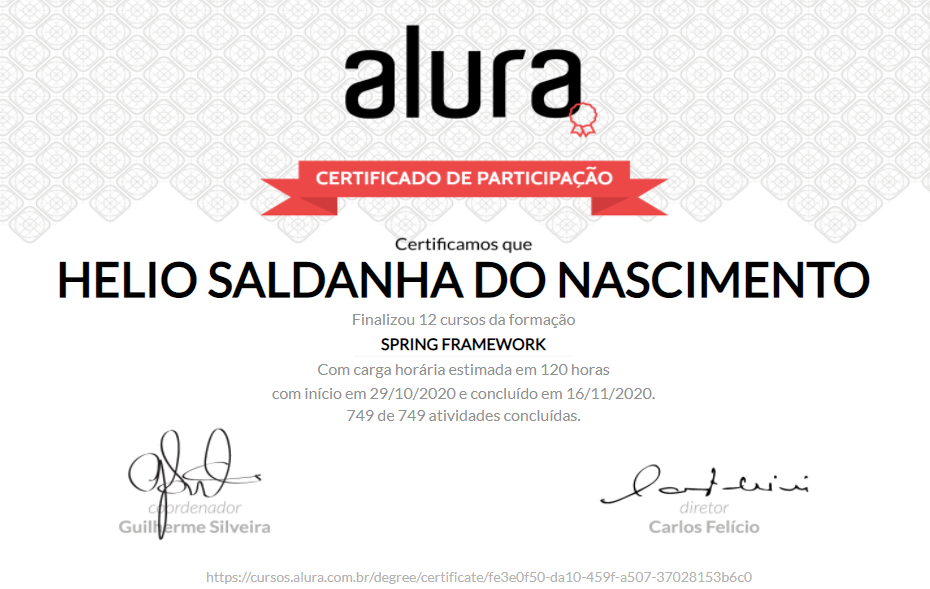 alura
CERTIFICADO DE PARTICIPAÇÃO
Certificamos que
HELIO SALDANHA DO NASCIMENTO
Finalizou 12 cursos da formação
SPRING FRAMEWORK
Com carga horária estimada em 120 horas
com início em 29/10/2020 e concluído em 16/11/2020.
749 de 749 atividades concluídas.
coordenador
Guilherme Silveira
diretor
Carlos Felício
https://cursos.alura.com.br/degree/certificate/fe3e0f50-da10-459f-a507-37028153b6c0